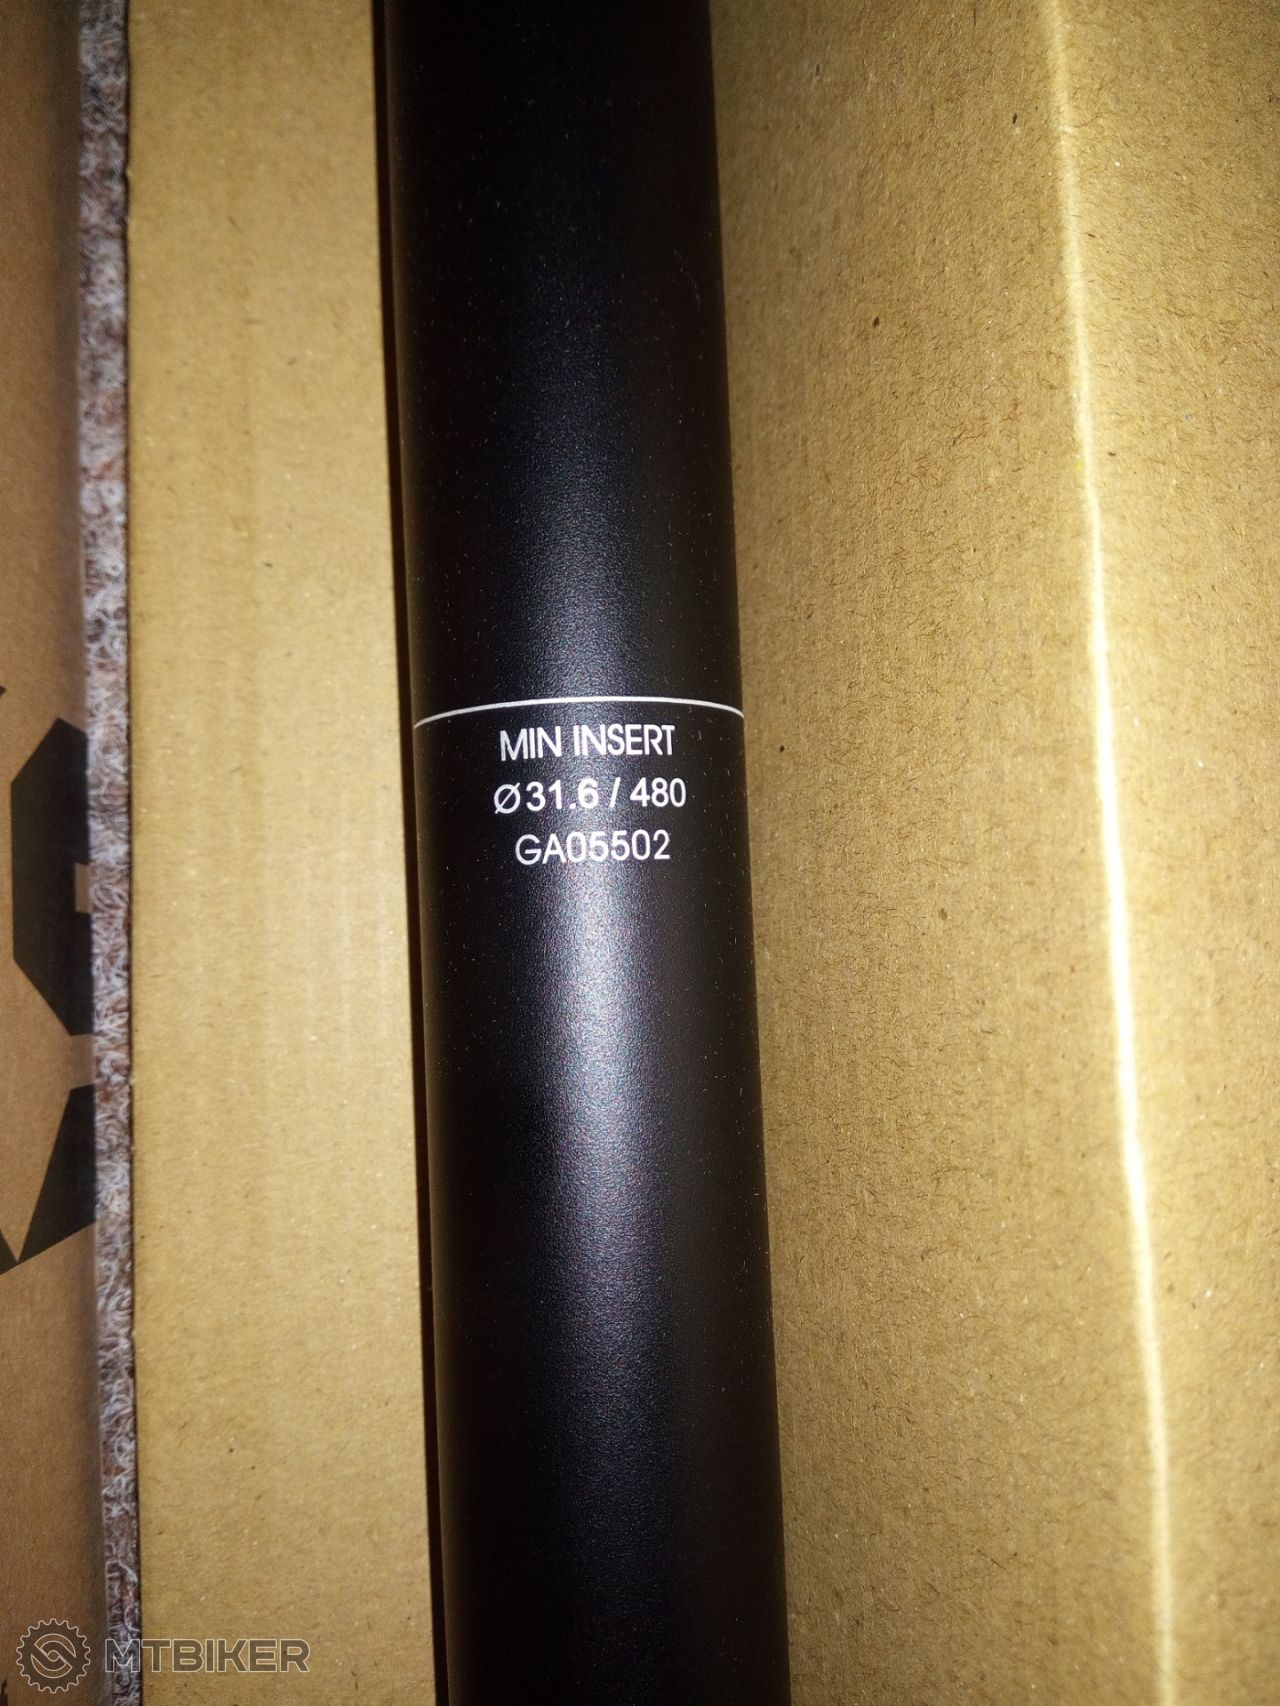 MIN INSERT
Ø31.6 / 480
GA05502
MTBIKER